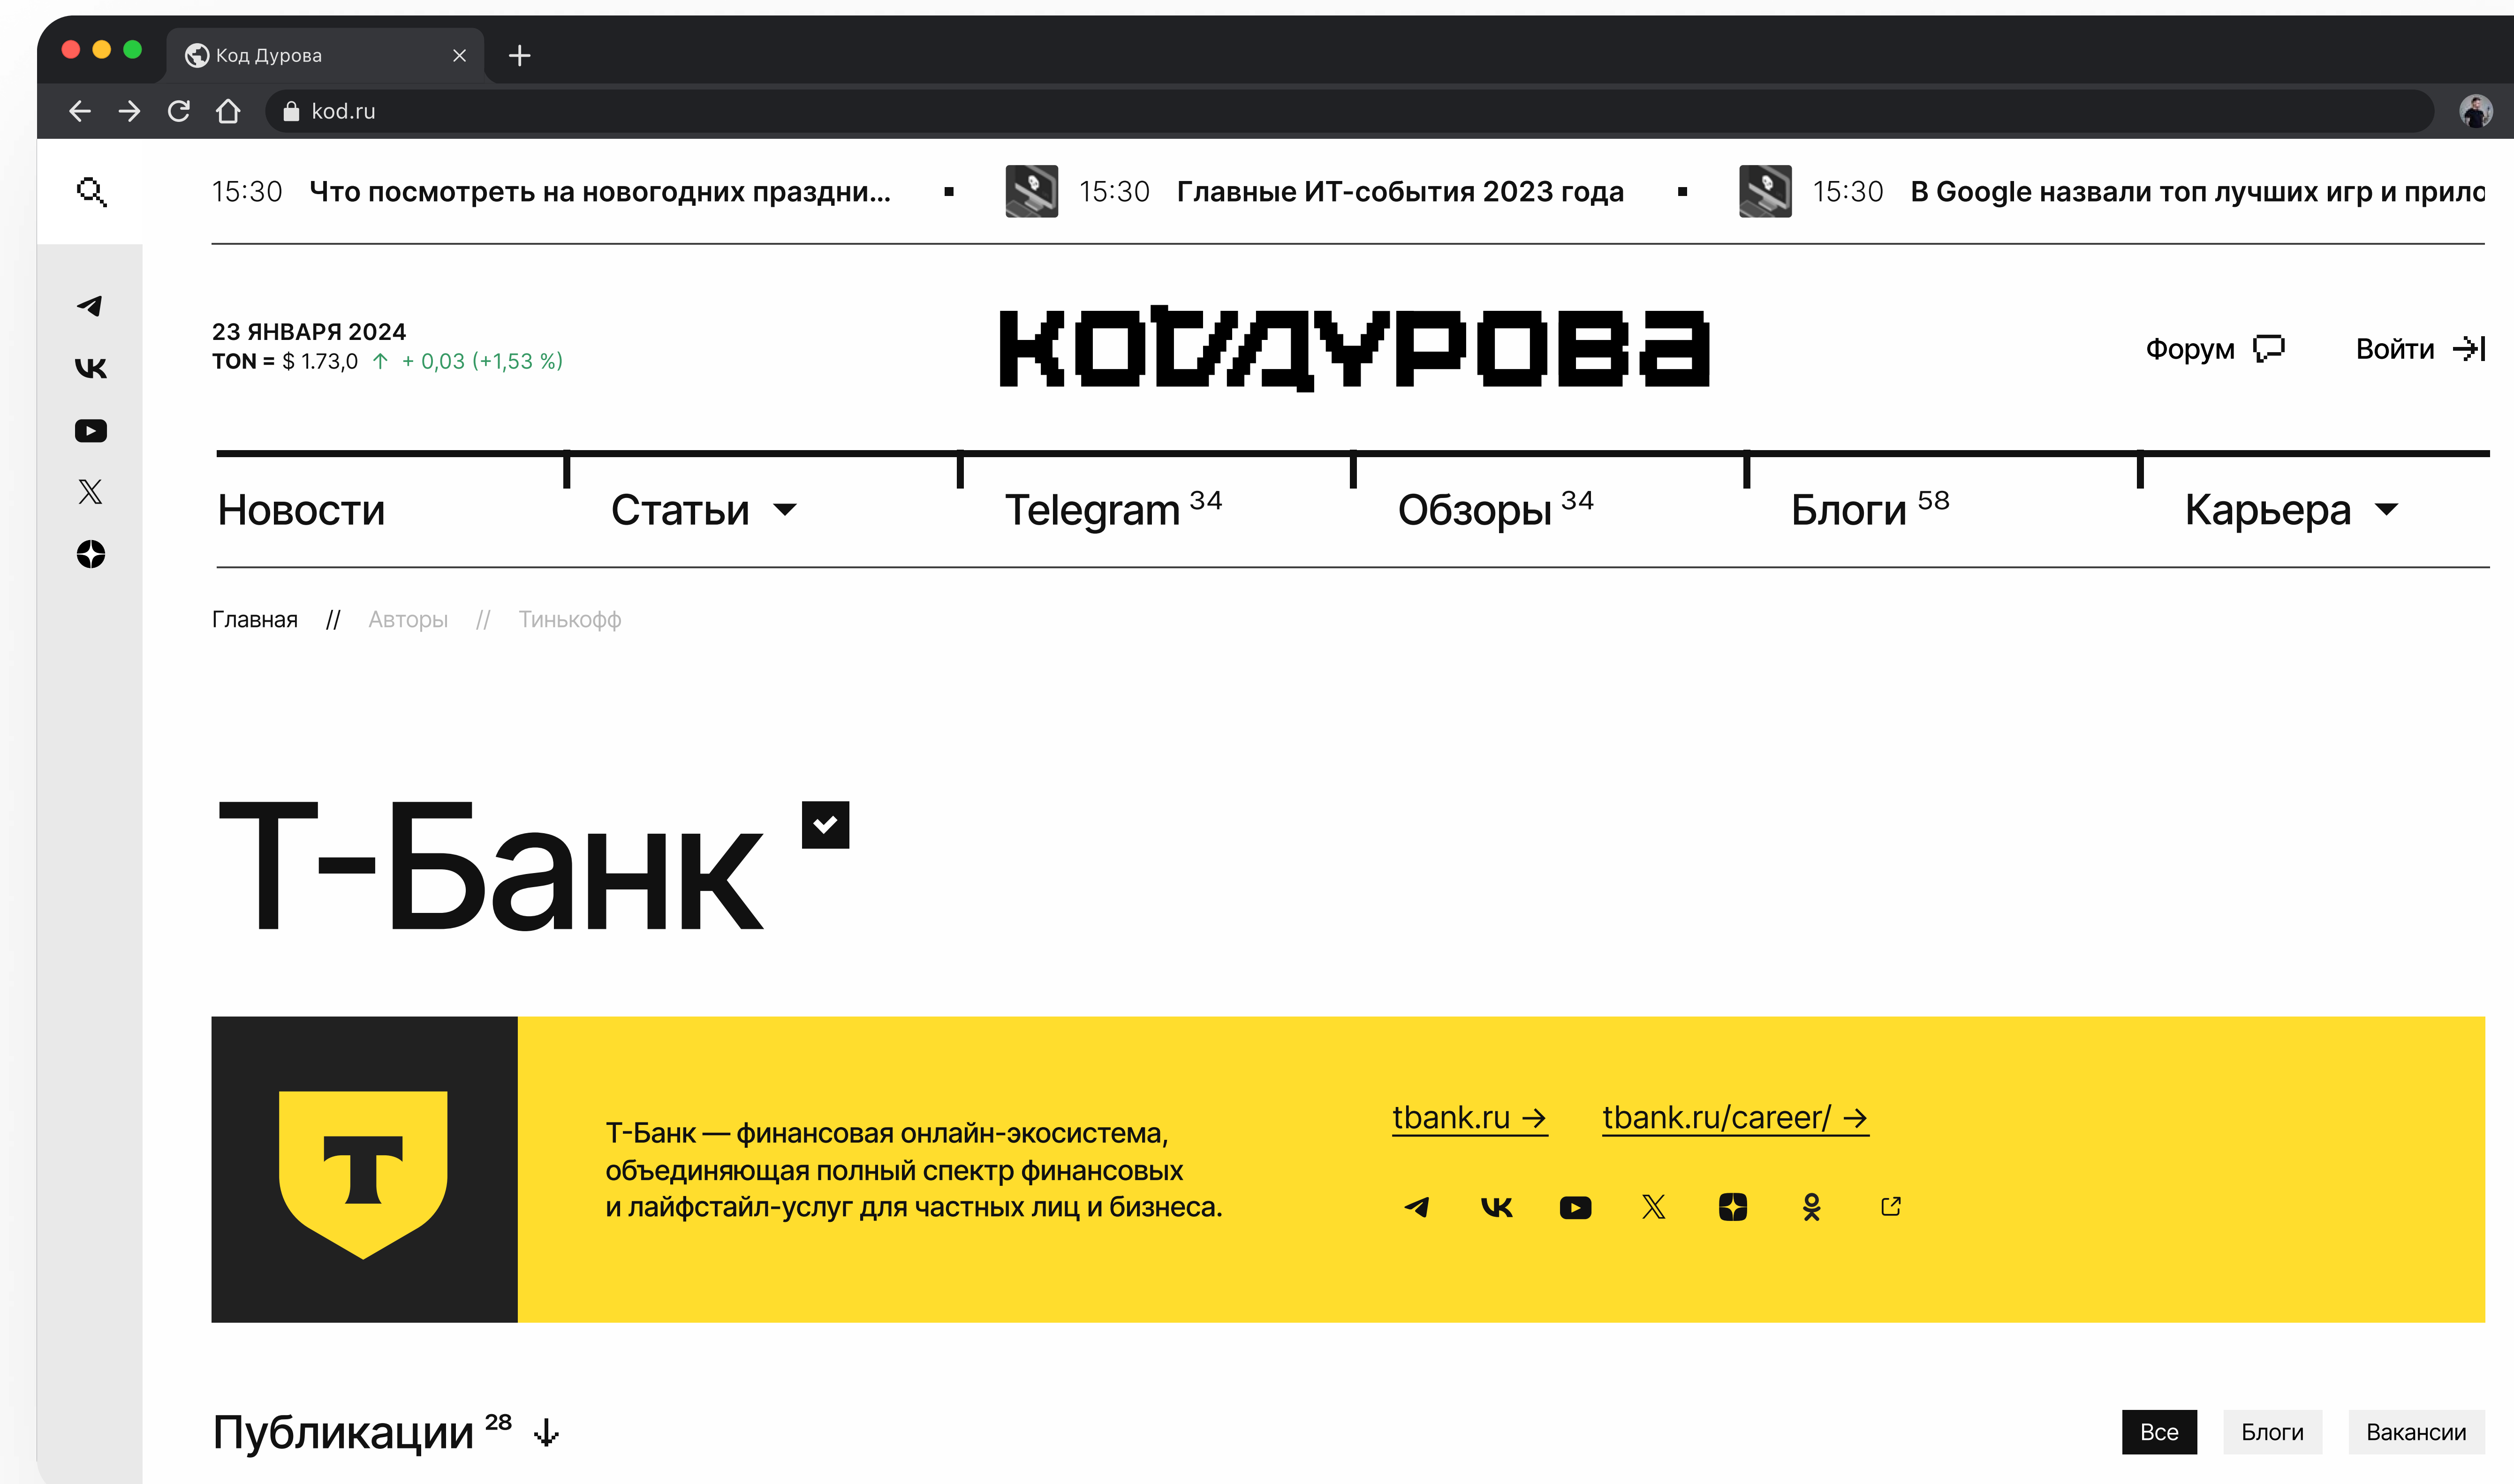 Код Дурова
kod.ru
15:30 Что посмотреть на новогодних праздни...
15:30 Главные ИТ-события 2023 года
15:30 В Google назвали топ лучших игр и прило
23 ЯНВАРЯ 2024
TON = $ 1.73,0 ↑ + 0,03 (+1,53 %)
код/дурова
Форум
Войти
Новости
Статьи
Telegram 34
Обзоры 34
Блоги 58
Карьера
Главная // Авторы // Тинькофф
Т-Банк
Т
Т-Банк — финансовая онлайн-экосистема,
объединяющая полный спектр финансовых
и лайфстайл-услуг для частных лиц и бизнеса.
tbank.ru →
tbank.ru/career/ →
Публикации 28
Все
Блоги
Вакансии